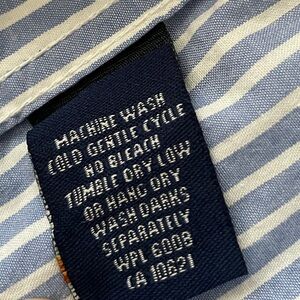 MACHINE WASH
COLD GENTLE CYCLE
NO BLEACH
TUMBLE DRY LOW
OR HANG DRY
WASH DARKS
SEPARATELY
WPL 6008
CA 10621